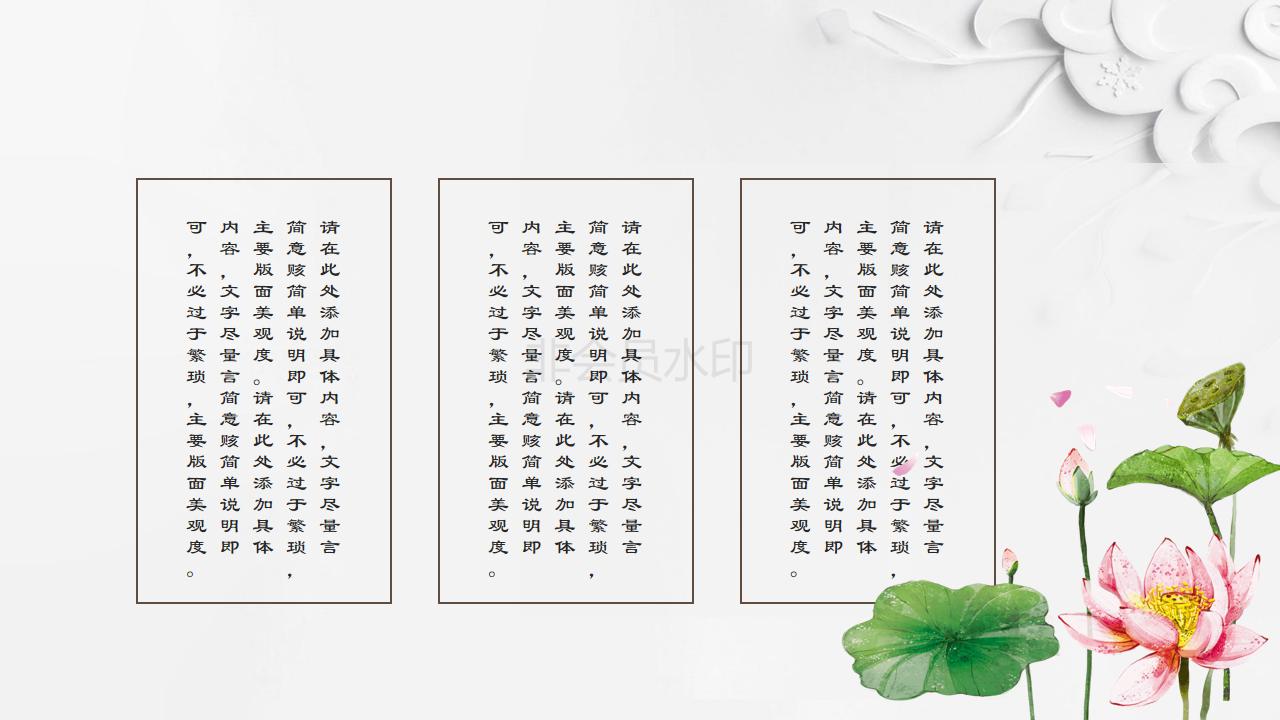 请在此处添加具体内容，文字尽量言
简意赅简单说明即可，不必过于繁琐，
主要版面美观度。请在此处添加具体
内容，文字尽量言简意赅简单说明即
可，不必过于繁琐，主要版面美观度。
请在此处添加具体内容，文字尽量言
简意赅简单说明即可，不必过于繁琐，
主要版面美观度。请在此处添加具体
内容，文字尽量言简意赅简单说明即
可，不必过于繁琐，主要版面美观度。
请在此处添加具体内容，文字尽量言
简意赅简单说明即可，不必过于繁琐，
主要版面美观度。请在此处添加具体
内容，文字尽量言简意赅简单说明即
可，不必过于繁琐，主要版面美观度。
非会员水印